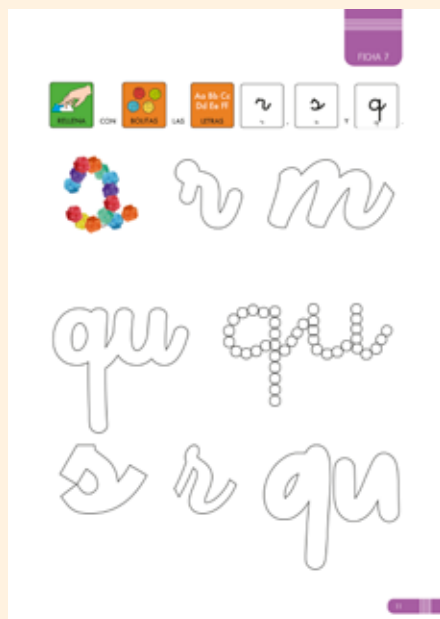 FICHA 7
Aa Bb Cc
Dd Ee Ff
r s q
RELLENA CON BOLITAS LAS LETRAS , Y .
s r m
qu qu
s r qu